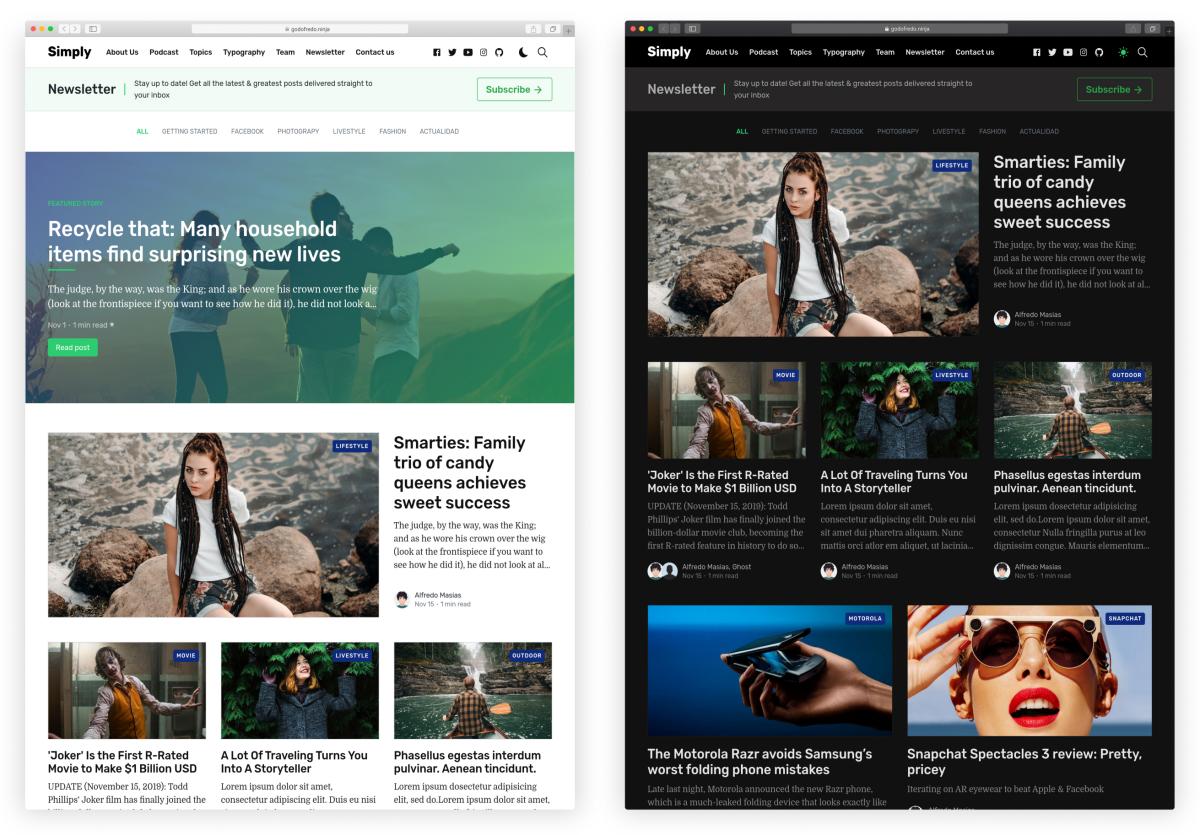 godofredo.ninja
Simply About Us Podcast Topics Typography Team Newsletter Contact us
Newsletter
Stay up to date! Get all the latest & greatest posts delivered straight to
your inbox
Subscribe →
ALL GETTING STARTED FACEBOOK PHOTOGRAPY LIVESTYLE FASHION ACTUALIDAD
FEATURED STORY
Recycle that: Many household
items find surprising new lives
The judge, by the way, was the King; and as he wore his crown over the wig
(look at the frontispiece if you want to see how he did it), he did not look a...
Nov 1 • 1 min read ★
Read post
LIFESTYLE
Smarties: Family
trio of candy
queens achieves
sweet success
The judge, by the way, was the King;
and as he wore his crown over the wig
(look at the frontispiece if you want to
see how he did it), he did not look at al...
Alfredo Masias
Nov 15 • 1 min read
MOVIE
'Joker' Is the First R-Rated
Movie to Make $1 Billion USD
UPDATE (November 15, 2019): Todd
Phillips' Joker film has finally joined the
LIVESTYLE
A Lot Of Traveling Turns You
Into A Storyteller
Lorem ipsum dolor sit amet,
consectetur adipiscing elit. Duis eu nisi
OUTDOOR
Phasellus egestas interdum
pulvinar. Aenean tincidunt.
Lorem ipsum dosectetur adipisicing
elit, sed do.Lorem ipsum dolor sit amet,
godofredo.ninja
Simply About Us Podcast Topics Typography Team Newsletter Contact us
Newsletter
Stay up to date! Get all the latest & greatest posts delivered straight to
your inbox
Subscribe →
ALL GETTING STARTED FACEBOOK PHOTOGRAPY LIVESTYLE FASHION ACTUALIDAD
LIFESTYLE
Smarties: Family
trio of candy
queens achieves
sweet success
The judge, by the way, was the King;
and as he wore his crown over the wig
(look at the frontispiece if you want to
see how he did it), he did not look at al...
Alfredo Masias
Nov 15 • 1 min read
MOVIE
'Joker' Is the First R-Rated
Movie to Make $1 Billion USD
UPDATE (November 15, 2019): Todd
Phillips' Joker film has finally joined the
billion-dollar movie club, becoming the
first R-rated feature in history to do so...
Alfredo Masias, Ghost
Nov 15 • 1 min read
LIVESTYLE
A Lot Of Traveling Turns You
Into A Storyteller
Lorem ipsum dolor sit amet,
consectetur adipiscing elit. Duis eu nisi
sit amet dui pharetra aliquam. Nunc
mattis orci atlor em aliquet, ut lacinia...
Alfredo Masias
Nov 15 • 1 min read
OUTDOOR
Phasellus egestas interdum
pulvinar. Aenean tincidunt.
Lorem ipsum dosectetur adipisicing
elit, sed do.Lorem ipsum dolor sit amet,
consectetur Nulla fringilla purus at leo
dignissim congue. Mauris elementum...
Alfredo Masias
Nov 15 • 1 min read
MOTOROLA
The Motorola Razr avoids Samsung's
worst folding phone mistakes
Late last night, Motorola announced the new Razr phone,
which is a much-leaked folding device that looks exactly like
SNAPCHAT
Snapchat Spectacles 3 review: Pretty,
pricey
Iterating on AR eyewear to beat Apple & Facebook